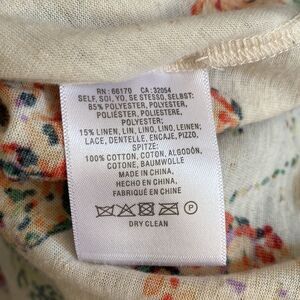 RN: 66170 CA: 32054
SELF, SOI, YO, SE STESSO, SELBST:
85% POLYESTER, POLYESTER,
POLIÉSTER, POLIESTERE,
POLYESTER
15% LINEN, LIN, LINO, LINO, LEINEN;
LACE, DENTELLE, ENCAJE, PIZZO,
SPITZE:
100% COTTON, COTON, ALGODÓN,
COTONE, BAUMWOLLE
MADE IN CHINA,
HECHO EN CHINA,
FABRIQUÉ EN CHINE
P
DRY CLEAN